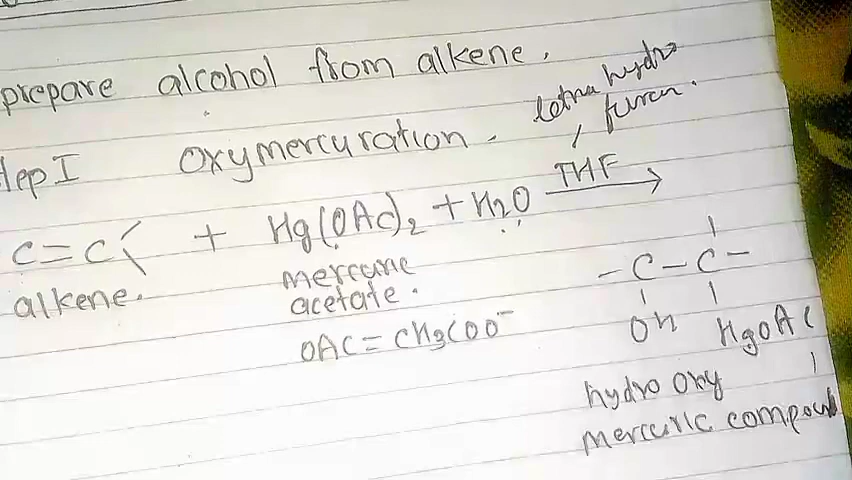 prepare alcohol from alkene.
tep I oxymercuration.
tetra hydro
furan.
C=C + Hg(OAc)2 + H2O THF
alkene. mercuric
acetate.
OAC = CH3COO-
- C - C -
OH HgOAC
hydro oxy
mercuric compound